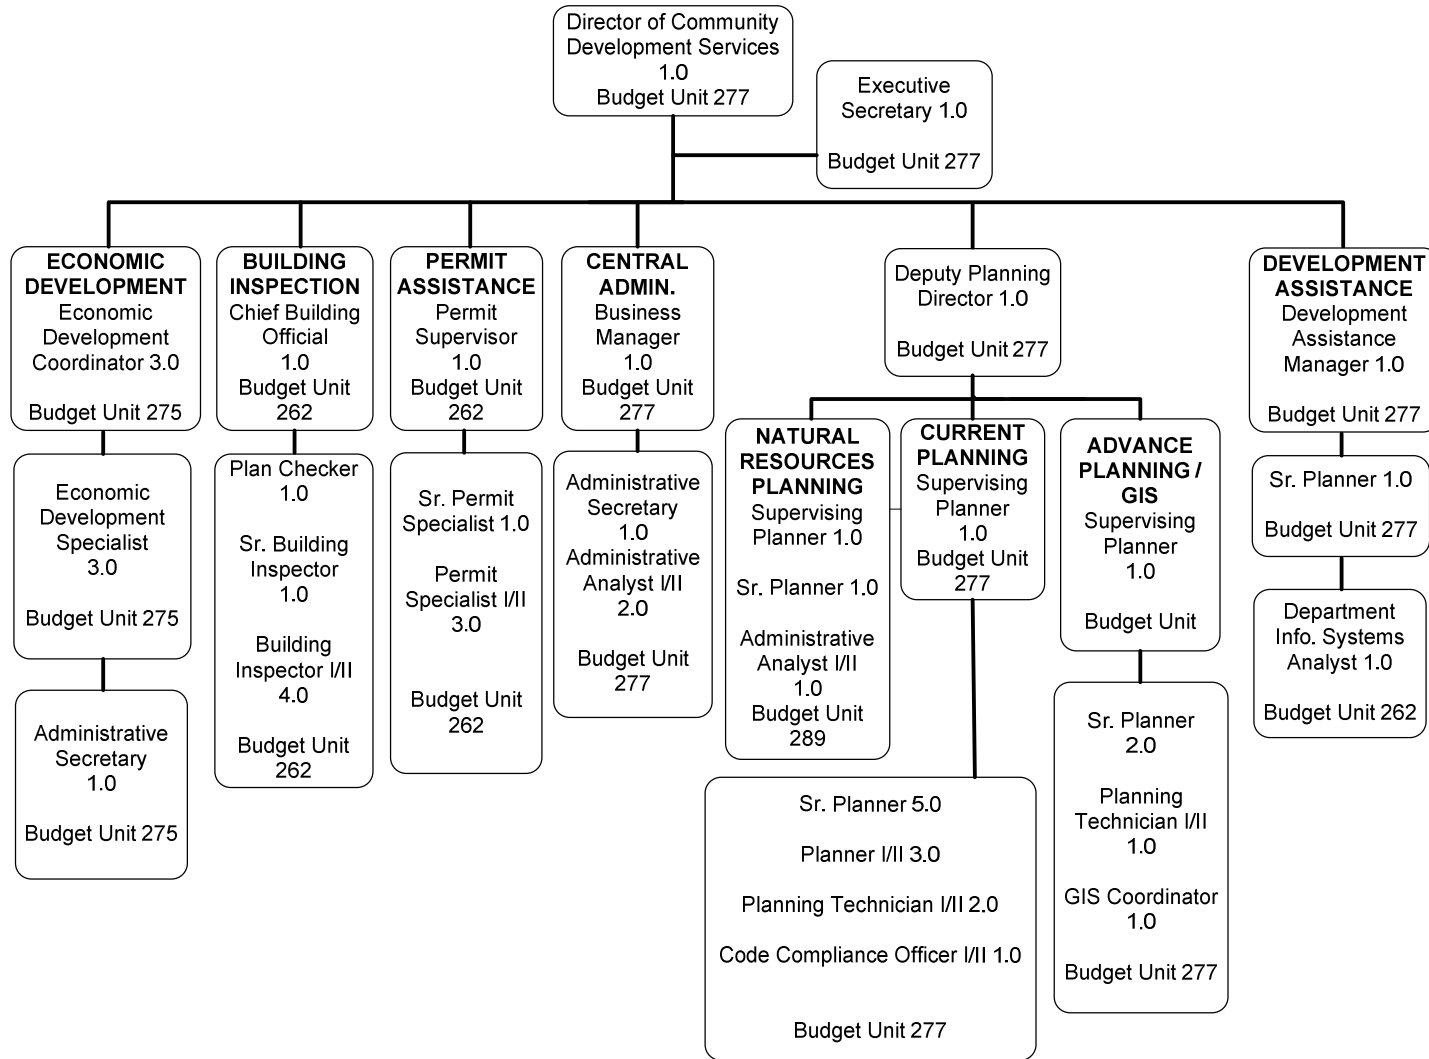 Director of Community
Development Services
1.0
Budget Unit 277
Executive
Secretary 1.0
Budget Unit 277
ECONOMIC
DEVELOPMENT
Economic
Development
Coordinator 3.0
Budget Unit 275
BUILDING
INSPECTION
Chief Building
Official
1.0
Budget Unit
262
PERMIT
ASSISTANCE
Permit
Supervisor
1.0
Budget Unit
262
CENTRAL
ADMIN.
Business
Manager
1.0
Budget Unit
277
Deputy Planning
Director 1.0
Budget Unit 277
DEVELOPMENT
ASSISTANCE
Development
Assistance
Manager 1.0
Budget Unit 277
Economic
Development
Specialist
3.0
Budget Unit 275
Administrative
Secretary
1.0
Budget Unit 275
Plan Checker
1.0
Sr. Building
Inspector
1.0
Building
Inspector I/II
4.0
Budget Unit
262
Sr. Permit
Specialist 1.0
Permit
Specialist I/II
3.0
Budget Unit
262
Administrative
Secretary
1.0
Administrative
Analyst I/II
2.0
Budget Unit
277
NATURAL
RESOURCES
PLANNING
Supervising
Planner 1.0
Sr. Planner 1.0
Administrative
Analyst I/II
1.0
Budget Unit
289
CURRENT
PLANNING
Supervising
Planner
1.0
Budget Unit
277
ADVANCE
PLANNING /
GIS
Supervising
Planner
1.0
Budget Unit
Sr. Planner 1.0
Budget Unit 277
Department
Info. Systems
Analyst 1.0
Budget Unit 262
Sr. Planner 5.0
Planner I/II 3.0
Planning Technician I/II 2.0
Code Compliance Officer I/II 1.0
Budget Unit 277
Sr. Planner
2.0
Planning
Technician I/II
1.0
GIS Coordinator
1.0
Budget Unit 277